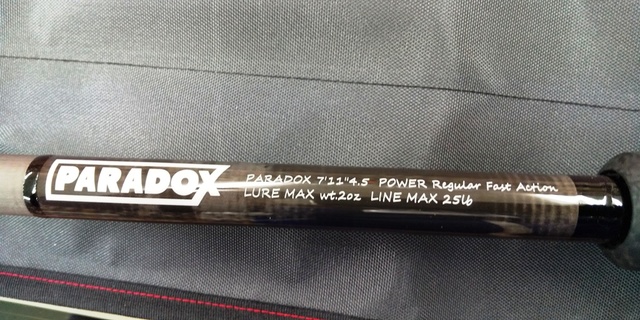 PARADOX
PARADOX 7'11"4.5 POWER Regular Fast Action
LURE MAX wt.2oz LINE MAX 25lb